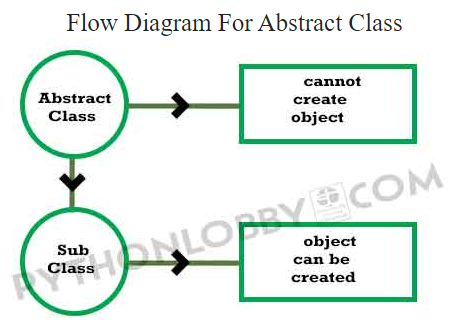 Flow Diagram For Abstract Class
Abstract
Class
cannot
create
object
Sub
Class
object
can be
created
PYTHONLOBBY.COM